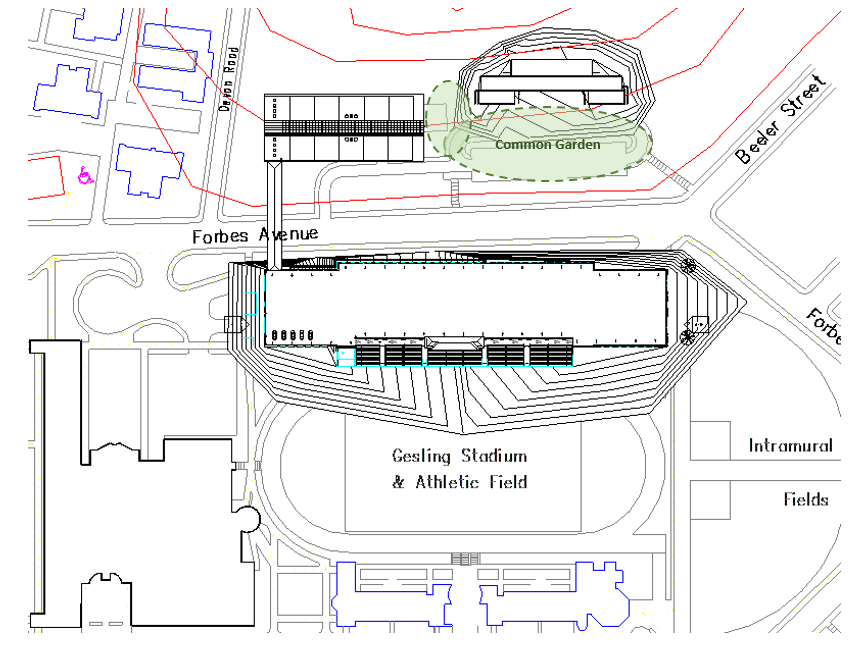 Devon Road
Beeler Street
Common Garden
Forbes Avenue
Forbe
Gesling Stadium
& Athletic Field
Intramural
Fields